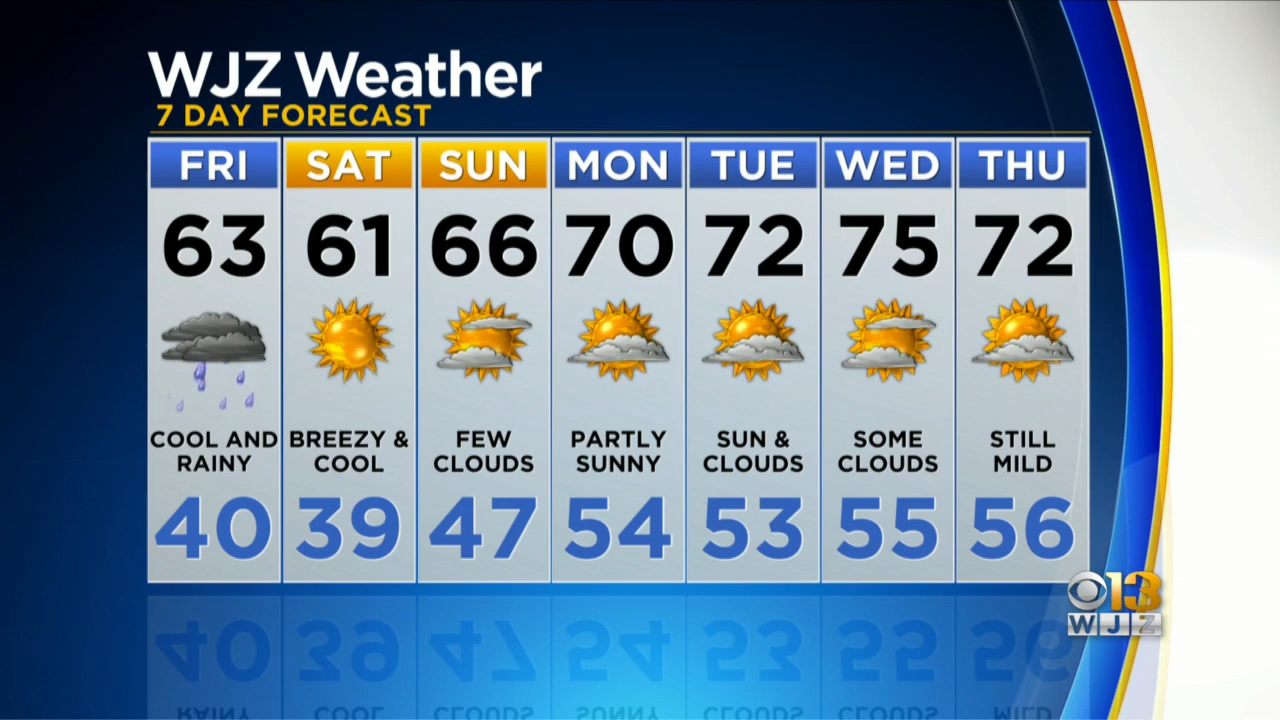 WJZ Weather
7 DAY FORECAST
FRI SAT SUN MON TUE WED THU
63 61 66 70 72 75 72
COOL AND BREEZY & FEW PARTLY SUN & SOME STILL
RAINY COOL CLOUDS SUNNY CLOUDS CLOUDS MILD
40 39 47 54 53 55 56
13
WJZ